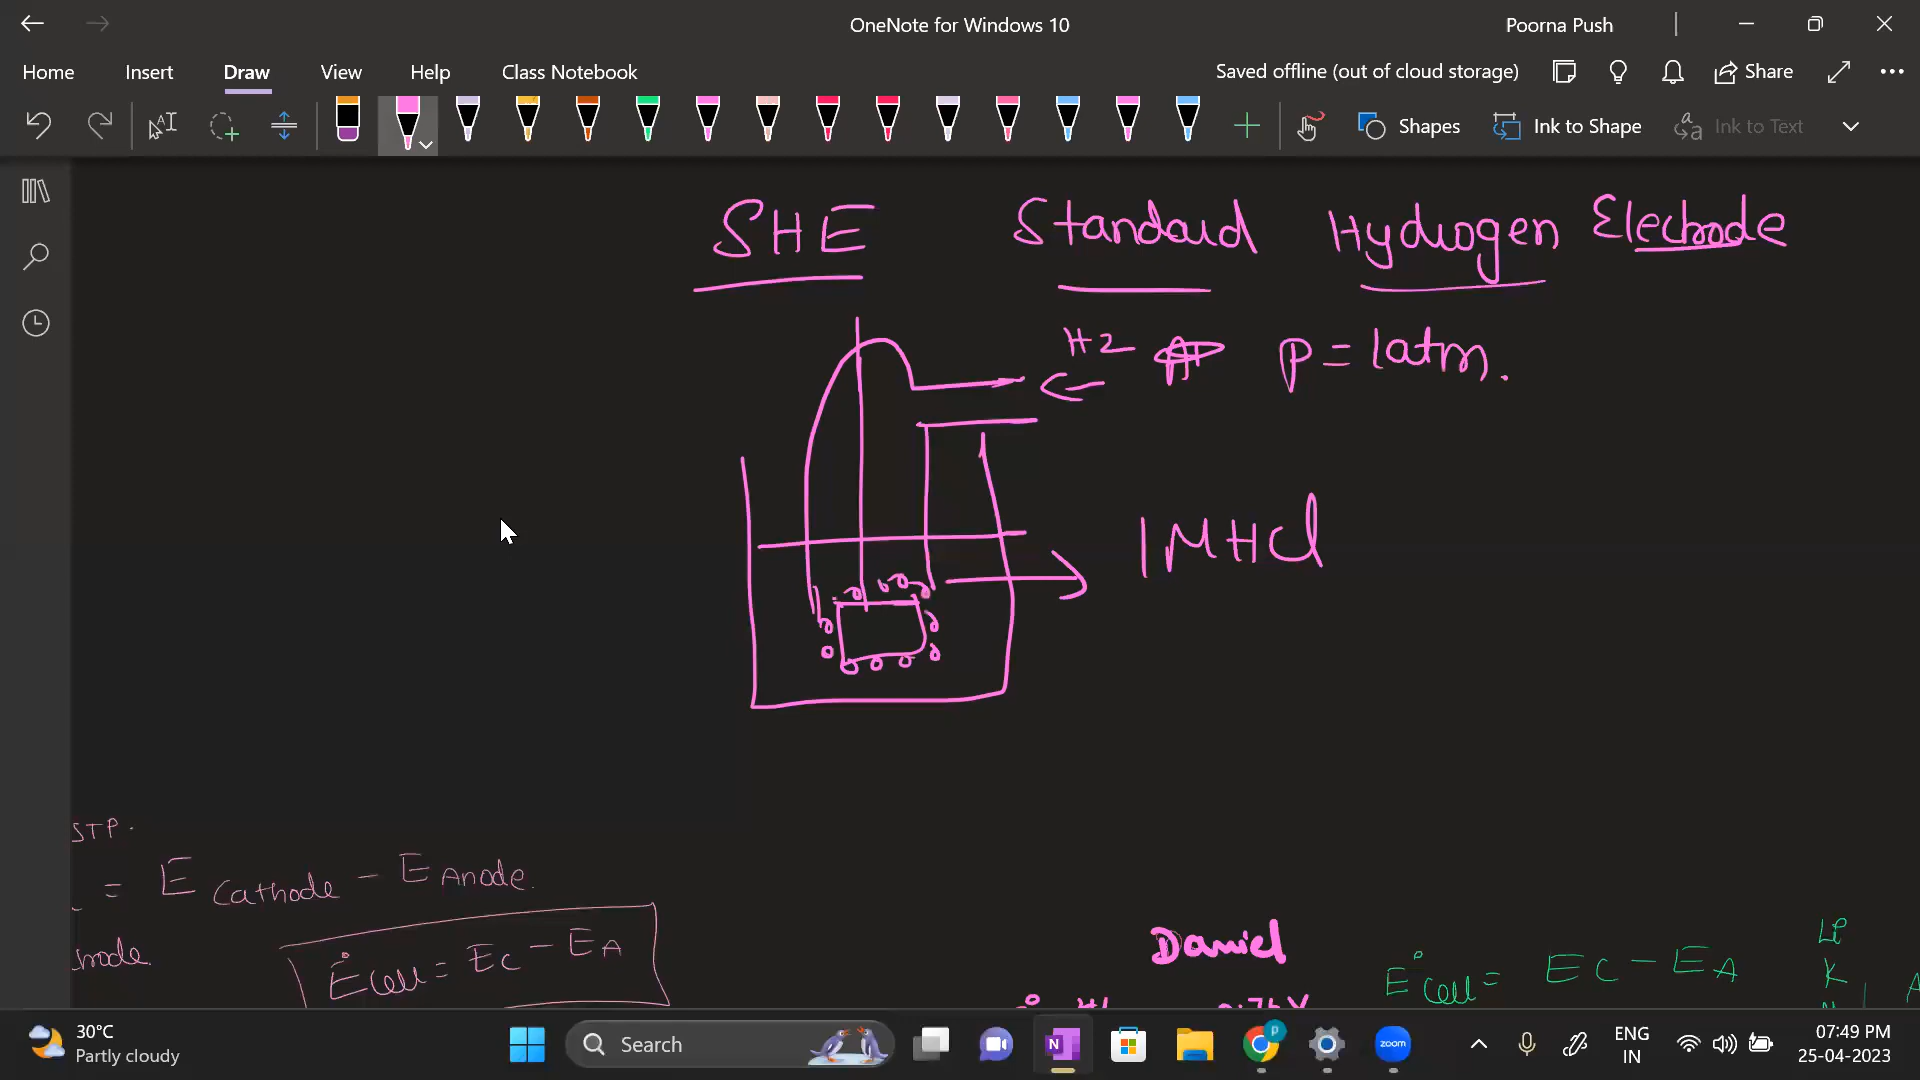 OneNote for Windows 10
Poorna Push
Home Insert Draw View Help Class Notebook
Saved offline (out of cloud storage)
Share
Shapes
Ink to Shape
Ink to Text
SHE Standard Hydrogen Electrode
H2 P = 1atm.
1MHCl
STP.
= E Cathode - E Anode.
E°cell = EC - EA
Daniel
E°cell = EC - EA
Li
K
30°C
Partly cloudy
Search
zoom
ENG
IN
07:49 PM
25-04-2023